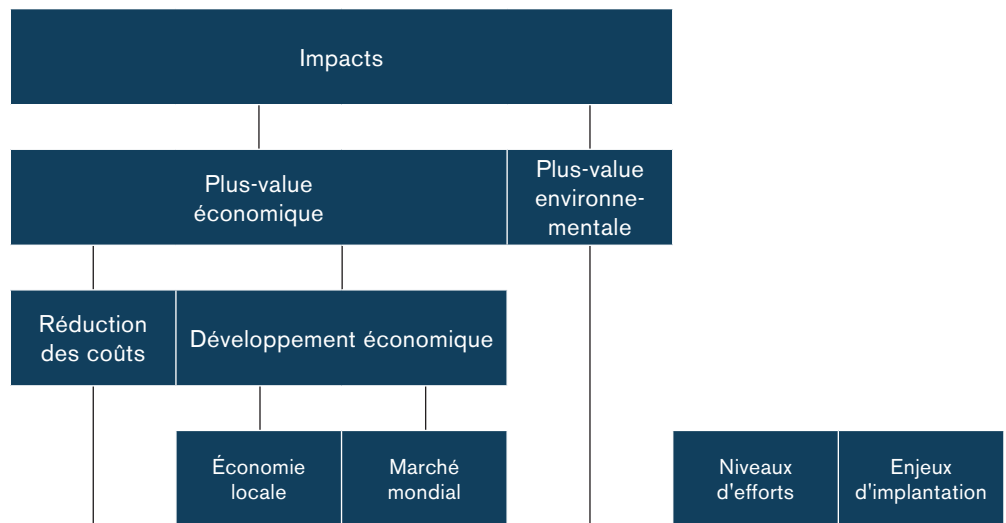 Impacts
Plus-value
économique
Plus-value
environne-
mentale
Réduction
des coûts
Développement économique
Économie
locale
Marché
mondial
Niveaux
d'efforts
Enjeux
d'implantation